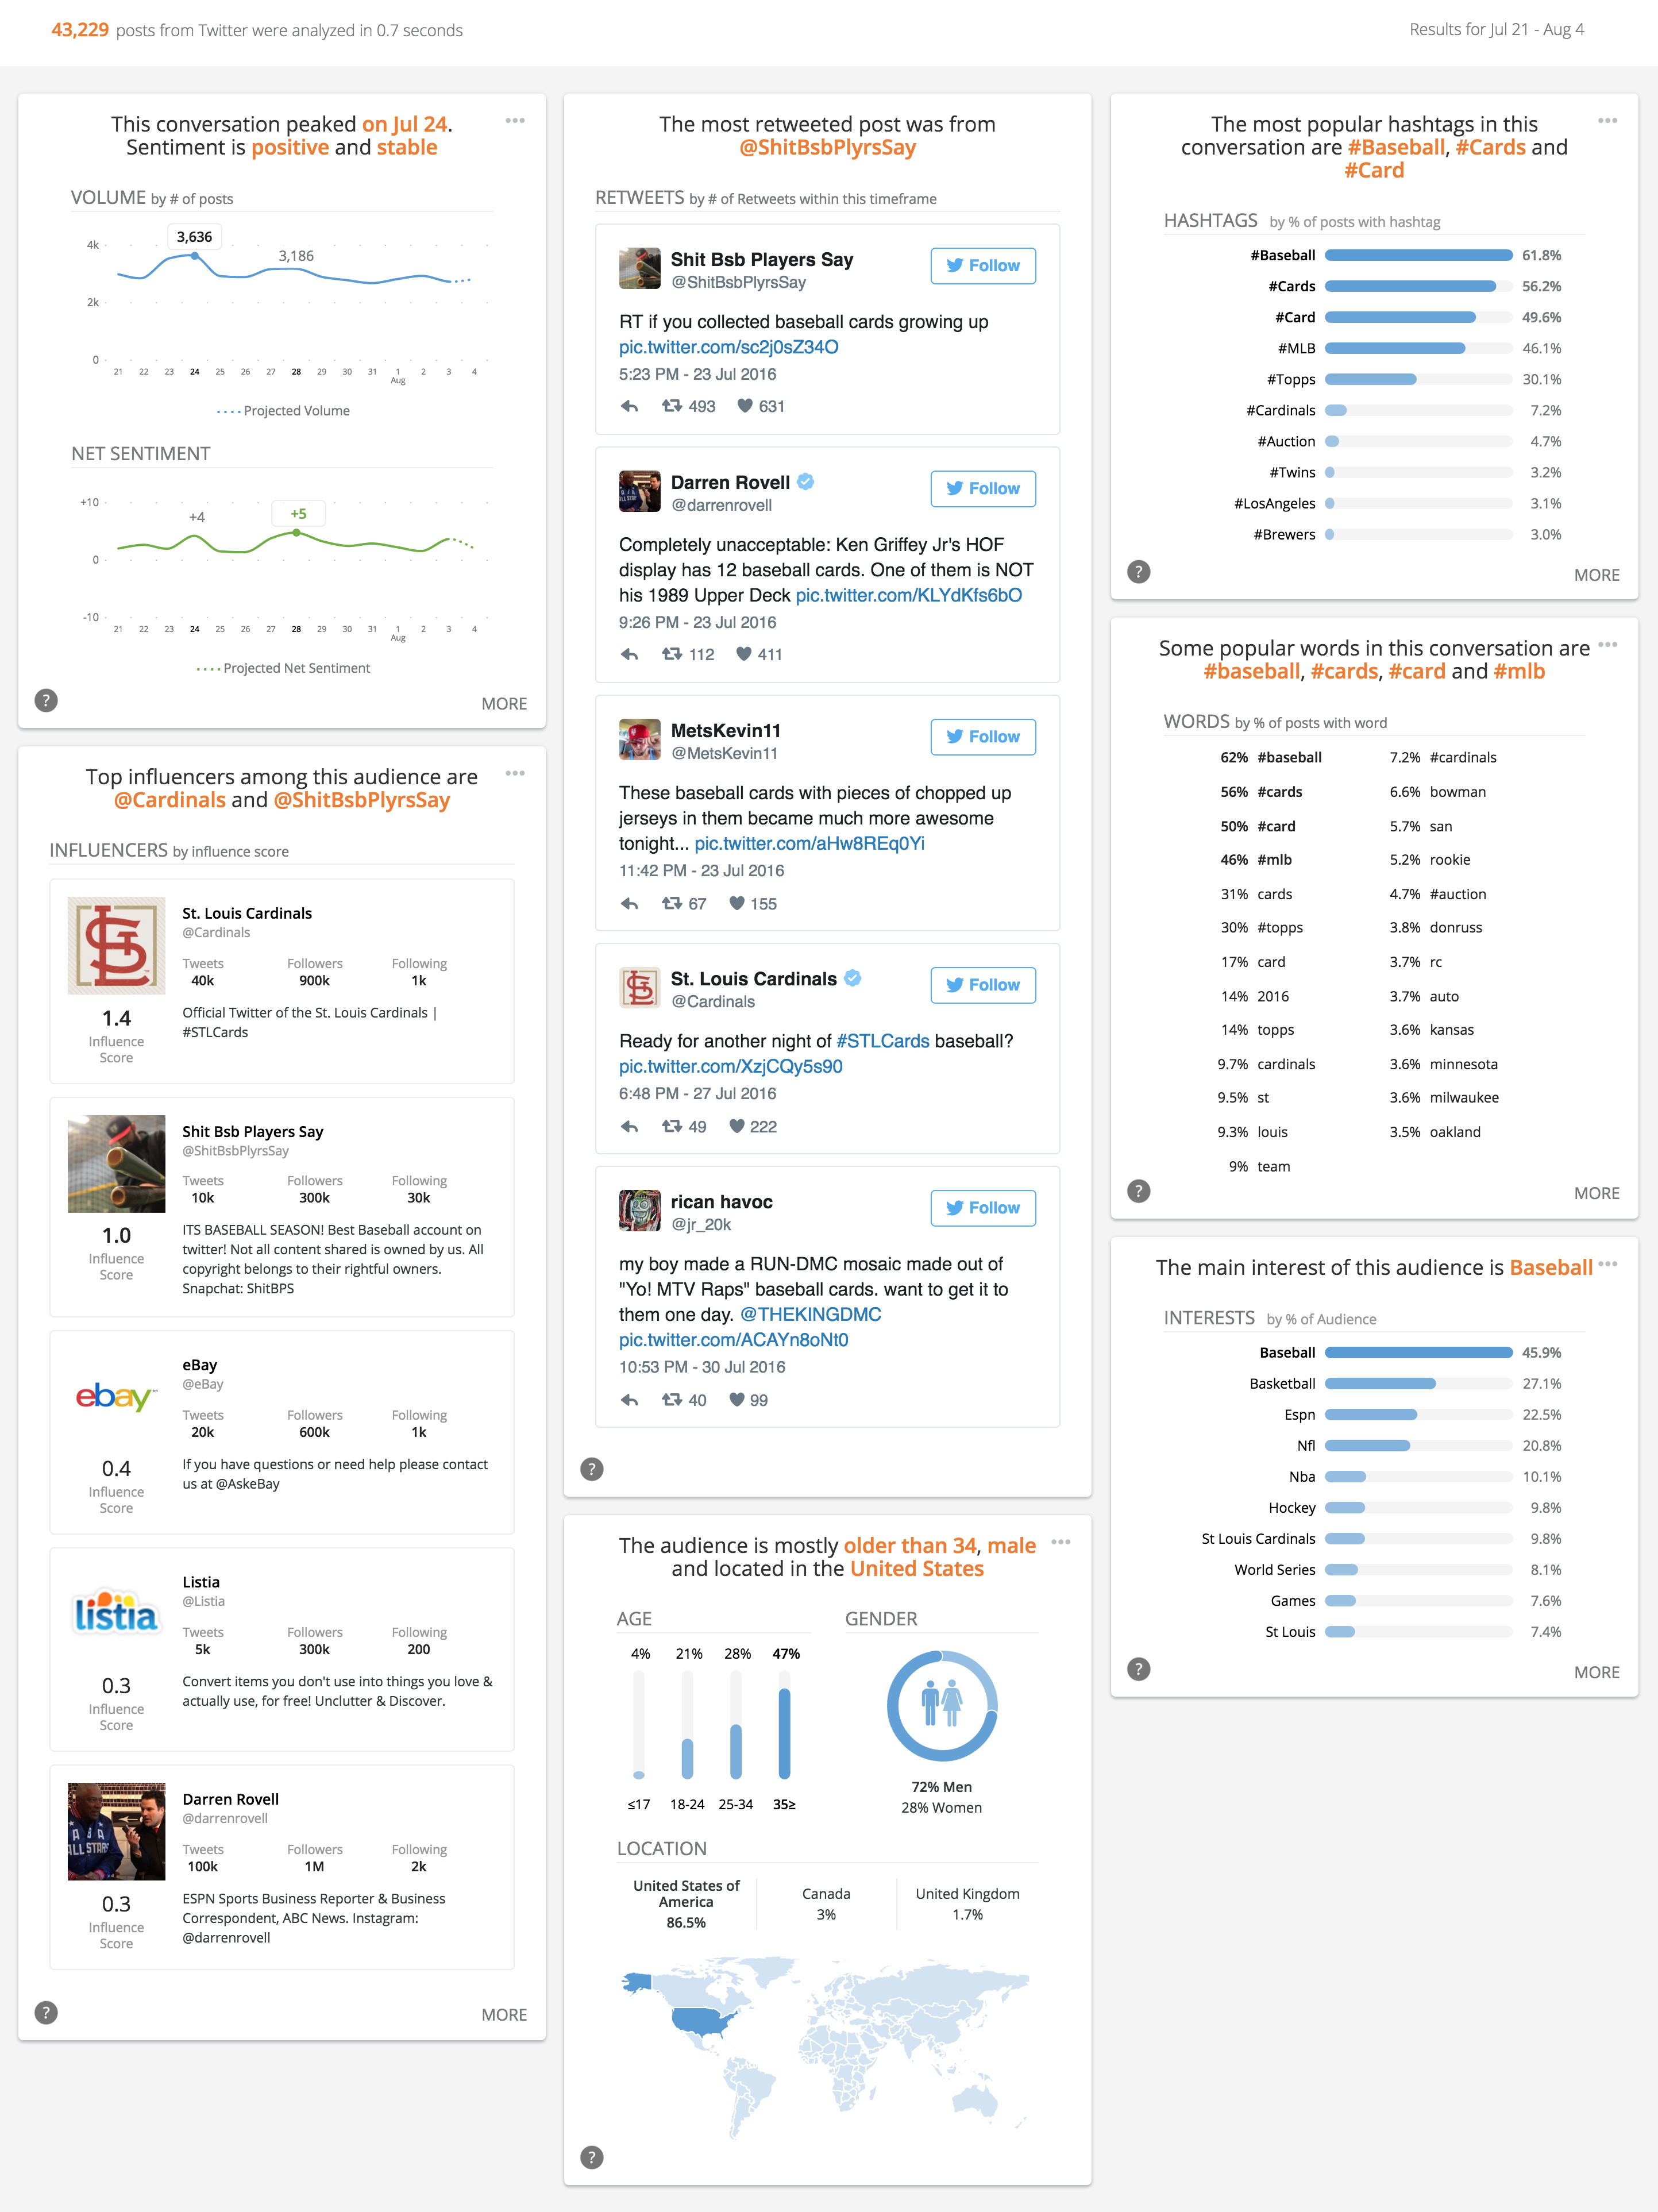 43,229 posts from Twitter were analyzed in 0.7 seconds
Results for Jul 21 - Aug 4
This conversation peaked on Jul 24.
Sentiment is positive and stable
VOLUME by # of posts
4k
3,636
3,186
2k
0
21 22 23 24 25 26 27 28 29 30 31 1 2 3 4
Aug
Projected Volume
NET SENTIMENT
+10
+4
+5
0
-10
21 22 23 24 25 26 27 28 29 30 31 1 2 3 4
Aug
Projected Net Sentiment
?
MORE
Top influencers among this audience are
@Cardinals and @ShitBsbPlyrsSay
INFLUENCERS by influence score
St. Louis Cardinals
@Cardinals
Tweets Followers Following
40k 900k 1k
1.4
Influence
Score
Official Twitter of the St. Louis Cardinals |
#STLCards
Shit Bsb Players Say
@ShitBsbPlyrsSay
Tweets Followers Following
10k 300k 30k
1.0
Influence
Score
ITS BASEBALL SEASON! Best Baseball account on
twitter! Not all content shared is owned by us. All
copyright belongs to their rightful owners.
Snapchat: ShitBPS
ebay
eBay
@eBay
Tweets Followers Following
20k 600k 1k
0.4
Influence
Score
If you have questions or need help please contact
us at @AskeBay
listia
Listia
@Listia
Tweets Followers Following
5k 300k 200
0.3
Influence
Score
Convert items you don't use into things you love &
actually use, for free! Unclutter & Discover.
Darren Rovell
@darrenrovell
Tweets Followers Following
100k 1M 2k
0.3
Influence
Score
ESPN Sports Business Reporter & Business
Correspondent, ABC News. Instagram:
@darrenrovell
?
MORE
The most retweeted post was from
@ShitBsbPlyrsSay
RETWEETS by # of Retweets within this timeframe
Shit Bsb Players Say
@ShitBsbPlyrsSay
Follow
RT if you collected baseball cards growing up
pic.twitter.com/sc2j0sZ34O
5:23 PM - 23 Jul 2016
493 631
Darren Rovell
@darrenrovell
Follow
Completely unacceptable: Ken Griffey Jr's HOF
display has 12 baseball cards. One of them is NOT
his 1989 Upper Deck pic.twitter.com/KLYdKfs6bO
9:26 PM - 23 Jul 2016
112 411
MetsKevin11
@MetsKevin11
Follow
These baseball cards with pieces of chopped up
jerseys in them became much more awesome
tonight... pic.twitter.com/aHw8REq0Yi
11:42 PM - 23 Jul 2016
67 155
St. Louis Cardinals
@Cardinals
Follow
Ready for another night of #STLCards baseball?
pic.twitter.com/XzjCQy5s90
6:48 PM - 27 Jul 2016
49 222
rican havoc
@jr_20k
Follow
my boy made a RUN-DMC mosaic made out of
"Yo! MTV Raps" baseball cards. want to get it to
them one day. @THEKINGDMC
pic.twitter.com/ACAYn8oNt0
10:53 PM - 30 Jul 2016
40 99
?
The audience is mostly older than 34, male
and located in the United States
AGE
4% 21% 28% 47%
≤17 18-24 25-34 35≥
GENDER
72% Men
28% Women
LOCATION
United States of
America
86.5%
Canada
3%
United Kingdom
1.7%
?
The most popular hashtags in this
conversation are #Baseball, #Cards and
#Card
HASHTAGS by % of posts with hashtag
#Baseball 61.8%
#Cards 56.2%
#Card 49.6%
#MLB 46.1%
#Topps 30.1%
#Cardinals 7.2%
#Auction 4.7%
#Twins 3.2%
#LosAngeles 3.1%
#Brewers 3.0%
?
MORE
Some popular words in this conversation are
#baseball, #cards, #card and #mlb
WORDS by % of posts with word
62% #baseball 7.2% #cardinals
56% #cards 6.6% bowman
50% #card 5.7% san
46% #mlb 5.2% rookie
31% cards 4.7% #auction
30% #topps 3.8% donruss
17% card 3.7% rc
14% 2016 3.7% auto
14% topps 3.6% kansas
9.7% cardinals 3.6% minnesota
9.5% st 3.6% milwaukee
9.3% louis 3.5% oakland
9% team
?
MORE
The main interest of this audience is Baseball
INTERESTS by % of Audience
Baseball 45.9%
Basketball 27.1%
Espn 22.5%
Nfl 20.8%
Nba 10.1%
Hockey 9.8%
St Louis Cardinals 9.8%
World Series 8.1%
Games 7.6%
St Louis 7.4%
?
MORE